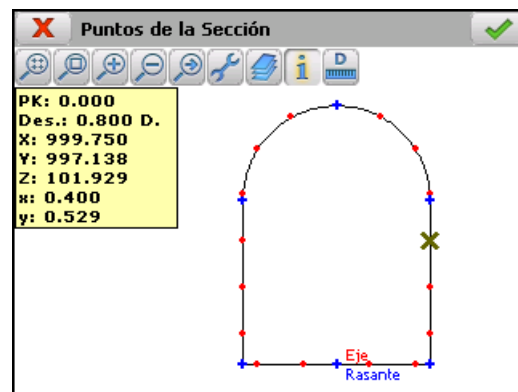 X Puntos de la Sección
i D
PK: 0.000
Des.: 0.800 D.
X: 999.750
Y: 997.138
Z: 101.929
x: 0.400
y: 0.529
Eje
Rasante